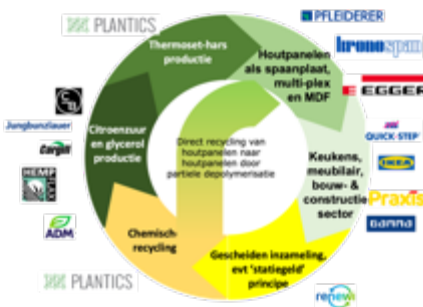 PLANTICS
PFLEIDERER
kronospan
EGGER
QUICK-STEP
IKEA
Praxis
GAMMA
renewi
PLANTICS
ADM
HEMP
FLAX
Cargill
Jungbunzlauer
Thermoset-hars
productie
Houtpanelen
als spaanplaat,
multi-plex
en MDF
Keukens,
meubilair,
bouw- &
constructie
sector
Gescheiden inzameling,
evt 'statiegeld'
principe
Chemisch
recycling
Citroenzuur
en glycerol
productie
Direct recycling van
houtpanelen naar
houtpanelen door
partiele depolymerisatie